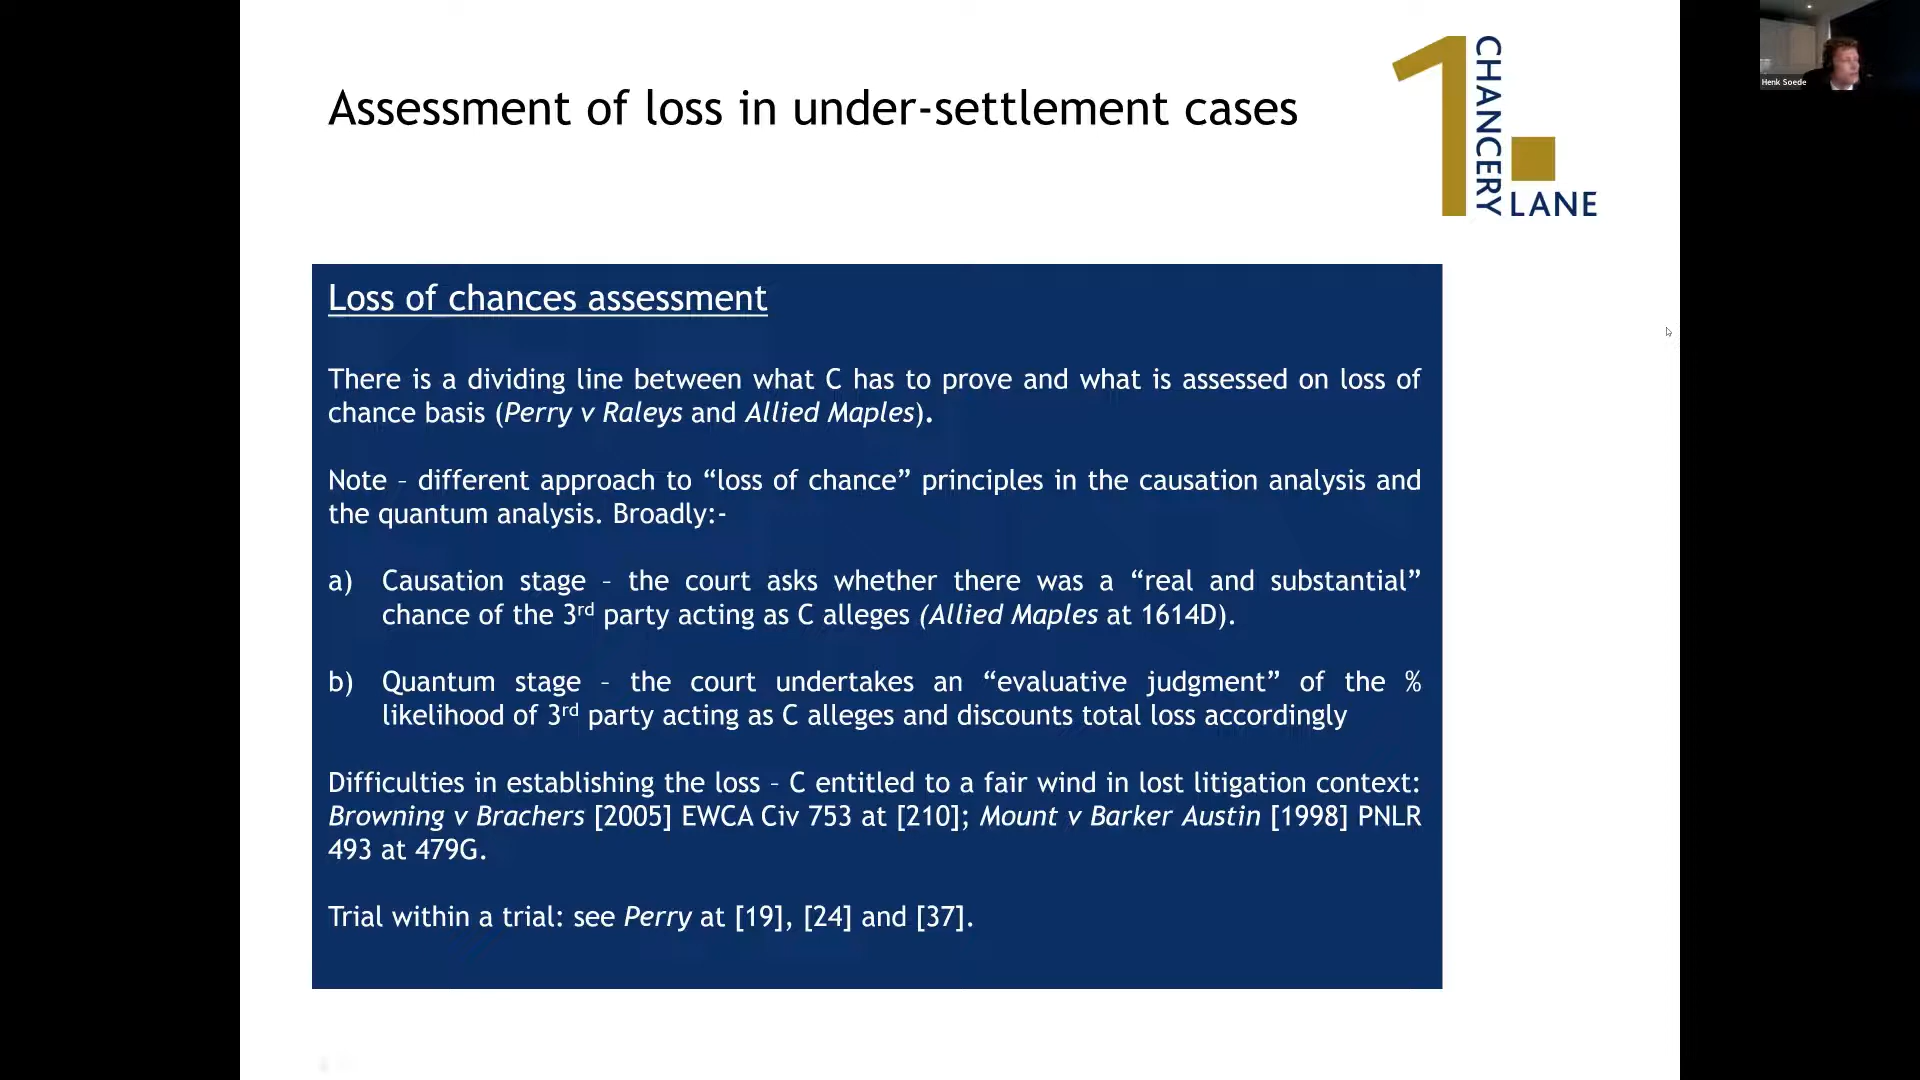 Assessment of loss in under-settlement cases
1
CHANCERY
LANE
Henk Soede
Loss of chances assessment
There is a dividing line between what C has to prove and what is assessed on loss of
chance basis (Perry v Raleys and Allied Maples).
Note – different approach to “loss of chance” principles in the causation analysis and
the quantum analysis. Broadly:-
a) Causation stage – the court asks whether there was a “real and substantial”
chance of the 3rd party acting as C alleges (Allied Maples at 1614D).
b) Quantum stage – the court undertakes an “evaluative judgment” of the %
likelihood of 3rd party acting as C alleges and discounts total loss accordingly
Difficulties in establishing the loss – C entitled to a fair wind in lost litigation context:
Browning v Brachers [2005] EWCA Civ 753 at [210]; Mount v Barker Austin [1998] PNLR
493 at 479G.
Trial within a trial: see Perry at [19], [24] and [37].